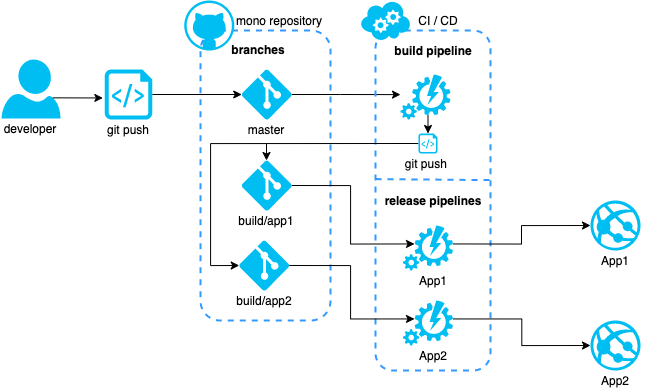 mono repository
CI / CD
branches
build pipeline
developer
git push
master
git push
build/app1
release pipelines
App1
App1
build/app2
App2
App2